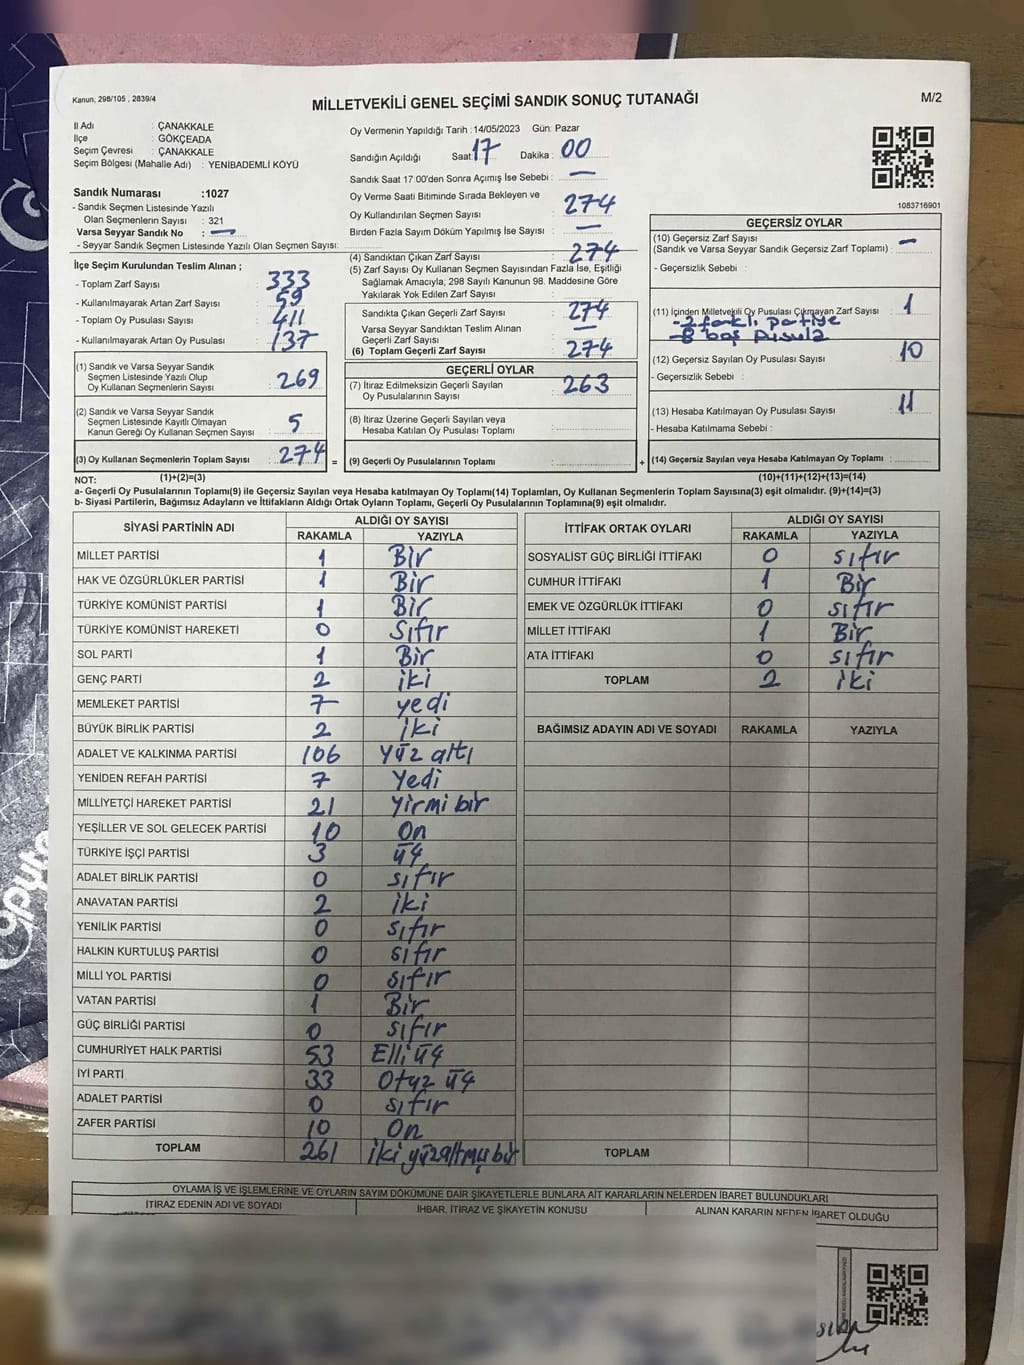 Kanun, 298/105 , 2839/4
MİLLETVEKİLİ GENEL SEÇİMİ SANDIK SONUÇ TUTANAĞI
M/2
İl Adı : ÇANAKKALE
İlçe : GÖKÇEADA
Seçim Çevresi : ÇANAKKALE
Seçim Bölgesi (Mahalle Adı) : YENİBADEMLİ KÖYÜ
Sandık Numarası :1027
- Sandık Seçmen Listesinde Yazılı
Olan Seçmenlerin Sayısı : 321
Varsa Seyyar Sandık No : —
- Seyyar Sandık Seçmen Listesinde Yazılı Olan Seçmen Sayısı:
İlçe Seçim Kurulundan Teslim Alınan ;
- Toplam Zarf Sayısı : 333
- Kullanılmayarak Artan Zarf Sayısı : 59
- Toplam Oy Pusulası Sayısı : 411
- Kullanılmayarak Artan Oy Pusulası : 137
(1) Sandık ve Varsa Seyyar Sandık
Seçmen Listesinde Yazılı Olup
Oy Kullanan Seçmenlerin Sayısı : 269
(2) Sandık ve Varsa Seyyar Sandık
Seçmen Listesinde Kayıtlı Olmayan
Kanun Gereği Oy Kullanan Seçmen Sayısı : 5
(3) Oy Kullanan Seçmenlerin Toplam Sayısı : 274
(1)+(2)=(3)
Oy Vermenin Yapıldığı Tarih :14/05/2023 Gün: Pazar
Sandığın Açıldığı Saat: 17 Dakika : 00
Sandık Saat 17:00'den Sonra Açımış İse Sebebi : —
Oy Verme Saati Bitiminde Sırada Bekleyen ve
Oy Kullandırılan Seçmen Sayısı : 274
Birden Fazla Sayım Döküm Yapılmış İse Sayısı : —
(4) Sandıktan Çıkan Zarf Sayısı : 274
(5) Zarf Sayısı Oy Kullanan Seçmen Sayısından Fazla İse, Eşitliği
Sağlamak Amacıyla; 298 Sayılı Kanunun 98. Maddesine Göre
Yakılarak Yok Edilen Zarf Sayısı :
Sandıkta Çıkan Geçerli Zarf Sayısı : 274
Varsa Seyyar Sandıktan Teslim Alınan
Geçerli Zarf Sayısı : —
(6) Toplam Geçerli Zarf Sayısı : 274
GEÇERLİ OYLAR
(7) İtiraz Edilmeksizin Geçerli Sayılan
Oy Pusulalarının Sayısı : 263
(8) İtiraz Üzerine Geçerli Sayılan veya
Hesaba Katılan Oy Pusulası Toplamı :
= (9) Geçerli Oy Pusulalarının Toplamı :
1083716901
GEÇERSİZ OYLAR
(10) Geçersiz Zarf Sayısı
(Sandık ve Varsa Seyyar Sandık Geçersiz Zarf Toplamı) : —
- Geçersizlik Sebebi :
(11) İçinden Milletvekili Oy Pusulası Çıkmayan Zarf Sayısı : 1
-2 farklı partiye
-8 boş pusula
(12) Geçersiz Sayılan Oy Pusulası Sayısı : 10
- Geçersizlik Sebebi :
(13) Hesaba Katılmayan Oy Pusulası Sayısı : 11
- Hesaba Katılmama Sebebi :
+ (14) Geçersiz Sayılan veya Hesaba Katılmayan Oy Toplamı :
(10)+(11)+(12)+(13)=(14)
NOT:
a- Geçerli Oy Pusulalarının Toplamı(9) ile Geçersiz Sayılan veya Hesaba katılmayan Oy Toplamı(14) Toplamları, Oy Kullanan Seçmenlerin Toplam Sayısına(3) eşit olmalıdır. (9)+(14)=(3)
b- Siyasi Partilerin, Bağımsız Adayların ve İttifakların Aldığı Ortak Oyların Toplamı, Geçerli Oy Pusulalarının Toplamına(9) eşit olmalıdır.
SİYASİ PARTİNİN ADI ALDIĞI OY SAYISI
RAKAMLA YAZIYLA
MİLLET PARTİSİ 1 Bir
HAK VE ÖZGÜRLÜKLER PARTİSİ 1 Bir
TÜRKİYE KOMÜNİST PARTİSİ 1 Bir
TÜRKİYE KOMÜNİST HAREKETİ 0 Sıfır
SOL PARTİ 1 Bir
GENÇ PARTİ 2 iki
MEMLEKET PARTİSİ 7 yedi
BÜYÜK BİRLİK PARTİSİ 2 iki
ADALET VE KALKINMA PARTİSİ 106 yüz altı
YENİDEN REFAH PARTİSİ 7 Yedi
MİLLİYETÇİ HAREKET PARTİSİ 21 yirmi bir
YEŞİLLER VE SOL GELECEK PARTİSİ 10 On
TÜRKİYE İŞÇİ PARTİSİ 3 üç
ADALET BİRLİK PARTİSİ 0 sıfır
ANAVATAN PARTİSİ 2 iki
YENİLİK PARTİSİ 0 sıfır
HALKIN KURTULUŞ PARTİSİ 0 sıfır
MİLLİ YOL PARTİSİ 0 sıfır
VATAN PARTİSİ 1 Bir
GÜÇ BİRLİĞİ PARTİSİ 0 sıfır
CUMHURİYET HALK PARTİSİ 53 Elli üç
İYİ PARTİ 33 Otuz üç
ADALET PARTİSİ 0 sıfır
ZAFER PARTİSİ 10 On
TOPLAM 261 iki yüzaltmış bir
İTTİFAK ORTAK OYLARI ALDIĞI OY SAYISI
RAKAMLA YAZIYLA
SOSYALİST GÜÇ BİRLİĞİ İTTİFAKI 0 sıfır
CUMHUR İTTİFAKI 1 Bir
EMEK VE ÖZGÜRLÜK İTTİFAKI 0 sıfır
MİLLET İTTİFAKI 1 Bir
ATA İTTİFAKI 0 sıfır
TOPLAM 2 iki
BAĞIMSIZ ADAYIN ADI VE SOYADI RAKAMLA YAZIYLA
TOPLAM
OYLAMA İŞ VE İŞLEMLERİNE VE OYLARIN SAYIM DÖKÜMÜNE DAİR ŞİKAYETLERLE BUNLARA AİT KARARLARIN NELERDEN İBARET BULUNDUKLARI
İTİRAZ EDENİN ADI VE SOYADI İHBAR, İTİRAZ VE ŞİKAYETİN KONUSU ALINAN KARARIN NEDEN İBARET OLDUĞU